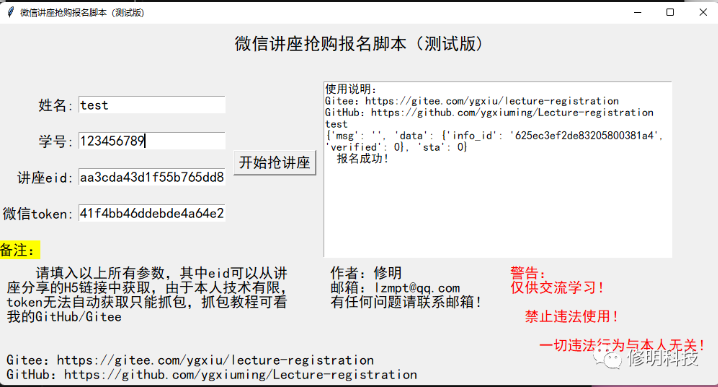 微信讲座抢购报名脚本（测试版）
微信讲座抢购报名脚本（测试版）
姓名: test
学号: 123456789
讲座eid: aa3cda43d1f55b765dd8
微信token: 41f4bb46ddebde4a64e2
开始抢讲座
使用说明:
Gitee：https://gitee.com/ygxiu/lecture-registration
GitHub：https://github.com/ygxiuming/Lecture-registration
test
{'msg': '', 'data': {'info_id': '625ec3ef2de83205800381a4',
'verified': 0}, 'sta': 0}
报名成功！
备注：
请填入以上所有参数，其中eid可以从讲
座分享的H5链接中获取，由于本人技术有限，
token无法自动获取只能抓包，抓包教程可看
我的GitHub/Gitee
作者：修明
邮箱：lzmpt@qq.com
有任何问题请联系邮箱！
警告：
仅供交流学习！
禁止违法使用！
一切违法行为与本人无关！
Gitee：https://gitee.com/ygxiu/lecture-registration
GitHub：https://github.com/ygxiuming/Lecture-registration
修明科技